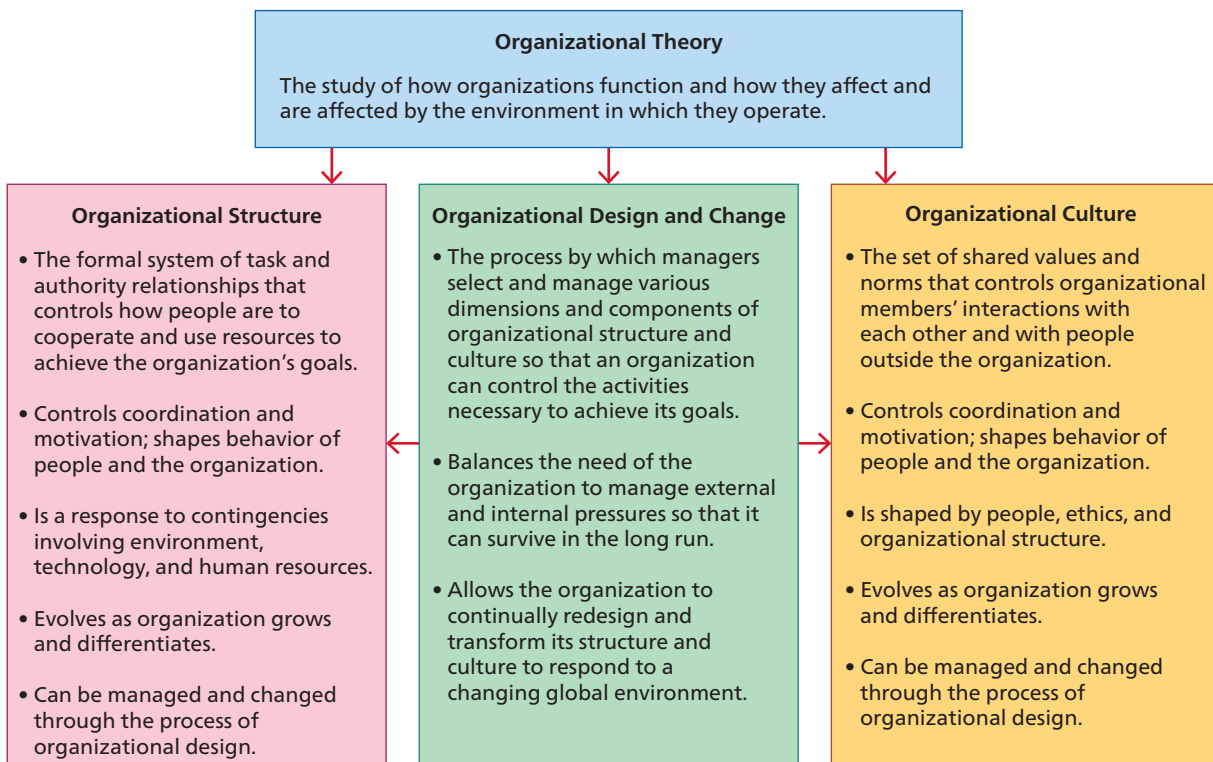 Organizational Theory
The study of how organizations function and how they affect and
are affected by the environment in which they operate.
Organizational Structure
• The formal system of task and
authority relationships that
controls how people are to
cooperate and use resources to
achieve the organization's goals.
• Controls coordination and
motivation; shapes behavior of
people and the organization.
• Is a response to contingencies
involving environment,
technology, and human resources.
• Evolves as organization grows
and differentiates.
• Can be managed and changed
through the process of
organizational design.
Organizational Design and Change
• The process by which managers
select and manage various
dimensions and components of
organizational structure and
culture so that an organization
can control the activities
necessary to achieve its goals.
• Balances the need of the
organization to manage external
and internal pressures so that it
can survive in the long run.
• Allows the organization to
continually redesign and
transform its structure and
culture to respond to a
changing global environment.
Organizational Culture
• The set of shared values and
norms that controls organizational
members' interactions with
each other and with people
outside the organization.
• Controls coordination and
motivation; shapes behavior of
people and the organization.
• Is shaped by people, ethics, and
organizational structure.
• Evolves as organization grows
and differentiates.
• Can be managed and changed
through the process of
organizational design.